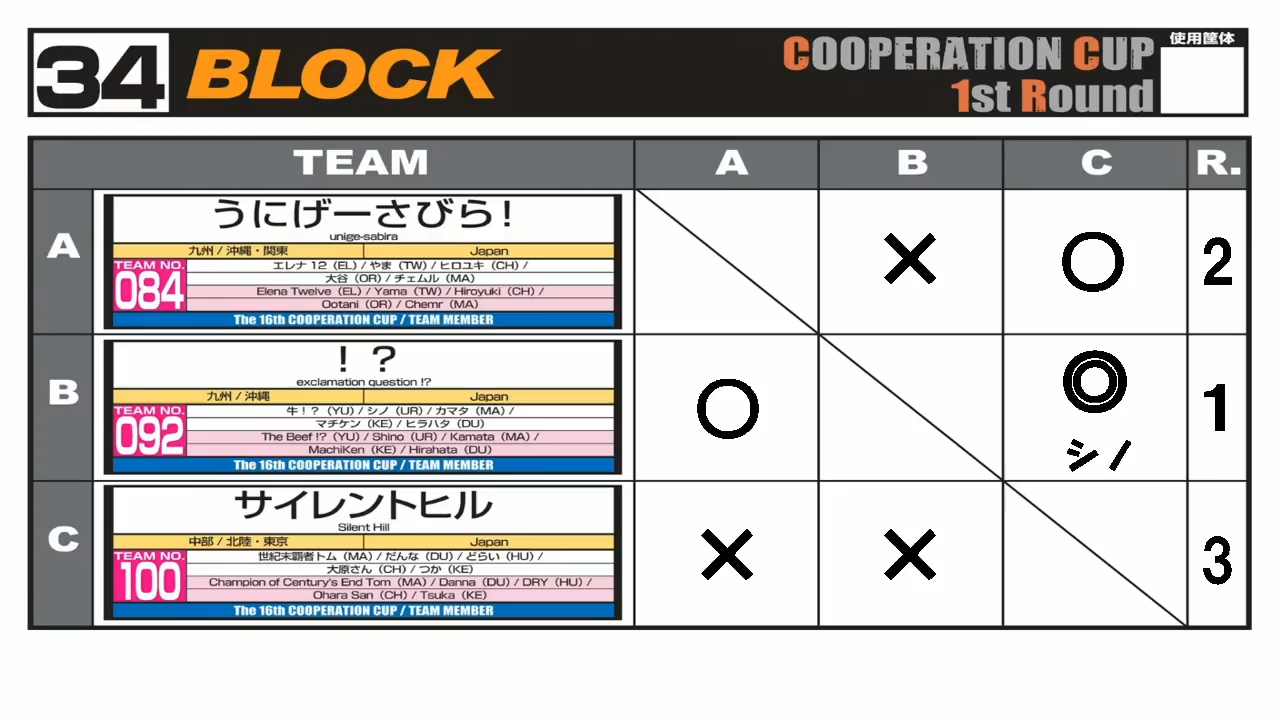 34 BLOCK
COOPERATION CUP
1st Round
使用筐体
TEAM A B C R.
A
うにげーさびら!
unige-sabira
九州 / 沖縄・関東 Japan
TEAM NO.
084
エレナ12（EL）/ やま（TW）/ ヒロユキ（CH）/
大谷（OR）/ チェムル（MA）
Elena Twelve（EL）/ Yama（TW）/ Hiroyuki（CH）/
Ootani（OR）/ Chemr（MA）
The 16th COOPERATION CUP / TEAM MEMBER
× ○ 2
B
！？
exclamation question !?
九州 / 沖縄 Japan
TEAM NO.
092
牛！？（YU）/ シノ（UR）/ カマタ（MA）/
マチケン（KE）/ ヒラハタ（DU）
The Beef !?（YU）/ Shino（UR）/ Kamata（MA）/
MachiKen（KE）/ Hirahata（DU）
The 16th COOPERATION CUP / TEAM MEMBER
○ ◎ 1
シノ
C
サイレントヒル
Silent Hill
中部 / 北陸・東京 Japan
TEAM NO.
100
世紀末覇者トム（MA）/ だんな（DU）/ どらい（HU）/
大原さん（CH）/ つか（KE）
Champion of Century's End Tom（MA）/ Danna（DU）/ DRY（HU）/
Ohara San（CH）/ Tsuka（KE）
The 16th COOPERATION CUP / TEAM MEMBER
× × 3